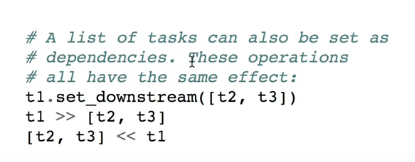 # A list of tasks can also be set as
# dependencies. These operations
# all have the same effect:
t1.set_downstream([t2, t3])
t1 >> [t2, t3]
[t2, t3] << t1